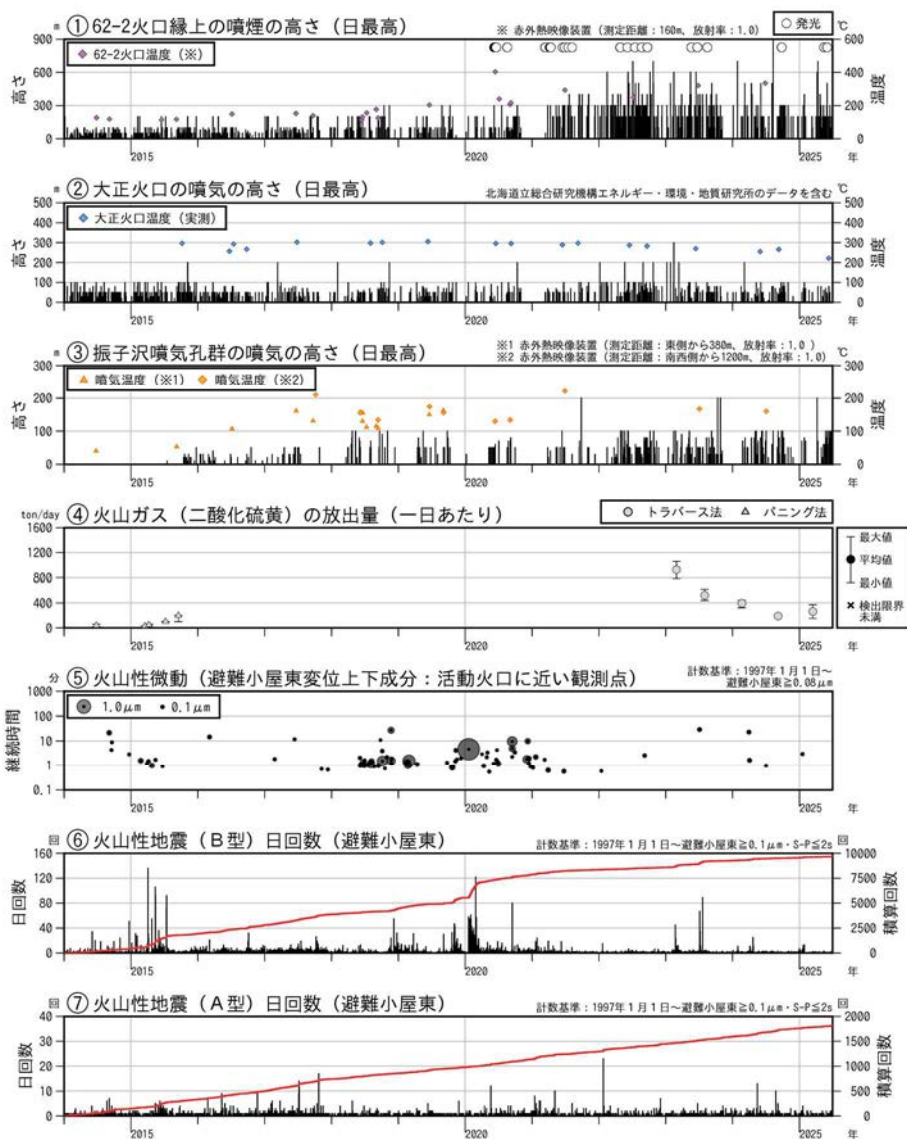 ①62-2火口縁上の噴煙の高さ（日最高） ※ 赤外熱映像装置（測定距離：160m、放射率：1.0） ○発光
m ℃
◆62-2火口温度（※）
900 600
600 400
300 200
0 0
高さ 温度
2015 2020 2025 年
②大正火口の噴気の高さ（日最高） 北海道立総合研究機構エネルギー・環境・地質研究所のデータを含む
m ℃
◆大正火口温度（実測）
500 500
400 400
300 300
200 200
100 100
0 0
高さ 温度
2015 2020 2025 年
③振子沢噴気孔群の噴気の高さ（日最高） ※1 赤外熱映像装置（測定距離：東側から380m、放射率：1.0 ）
※2 赤外熱映像装置（測定距離：南西側から1200m、放射率：1.0）
m ℃
▲噴気温度（※1） ◆噴気温度（※2）
300 300
200 200
100 100
0 0
高さ 温度
2015 2020 2025 年
④火山ガス（二酸化硫黄）の放出量（一日あたり） ○トラバース法 △パニング法
ton/day
1600
1200
800
400
0
最大値
●平均値
最小値
×検出限界
未満
2015 2020 2025 年
⑤火山性微動（避難小屋東変位上下成分：活動火口に近い観測点） 計数基準：1997年1月1日～
避難小屋東≧0.08μm
分
●1.0μm ・0.1μm
1000
100
10
1
0.1
継続時間
2015 2020 2025 年
⑥火山性地震（B型）日回数（避難小屋東） 計数基準：1997年1月1日～避難小屋東≧0.1μm・S-P≦2s
回 回
160 10000
120 7500
80 5000
40 2500
0 0
日回数 積算回数
2015 2020 2025 年
⑦火山性地震（A型）日回数（避難小屋東） 計数基準：1997年1月1日～避難小屋東≧0.1μm・S-P≦2s
回 回
40 2000
30 1500
20 1000
10 500
0 0
日回数 積算回数
2015 2020 2025 年